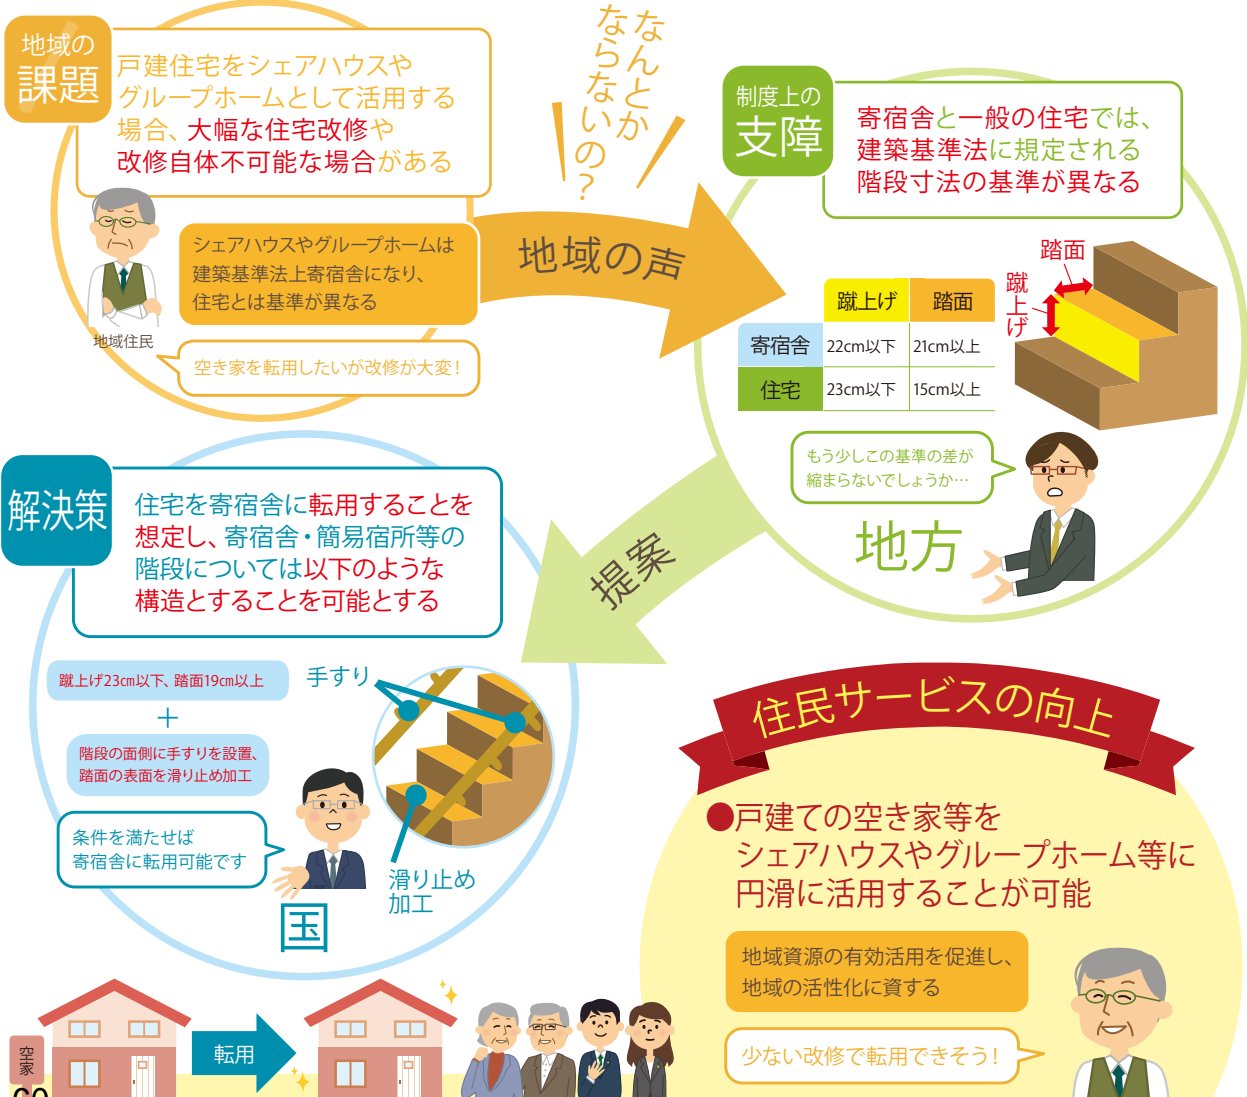 地域の
課題
戸建住宅をシェアハウスや
グループホームとして活用する
場合、大幅な住宅改修や
改修自体不可能な場合がある
シェアハウスやグループホームは
建築基準法上寄宿舎になり、
住宅とは基準が異なる
地域住民
空き家を転用したいが改修が大変！
なんとか
ならないの？
地域の声
制度上の
支障
寄宿舎と一般の住宅では、
建築基準法に規定される
階段寸法の基準が異なる
蹴上げ 踏面
寄宿舎 22cm以下 21cm以上
住宅 23cm以下 15cm以上
踏面
蹴上げ
もう少しこの基準の差が
縮まらないでしょうか…
地方
提案
解決策
住宅を寄宿舎に転用することを
想定し、寄宿舎・簡易宿所等の
階段については以下のような
構造とすることを可能とする
蹴上げ23㎝以下、踏面19㎝以上
＋
階段の両側に手すりを設置、
踏面の表面を滑り止め加工
手すり
条件を満たせば
寄宿舎に転用可能です
滑り止め
加工
国
空家
転用
住民サービスの向上
●戸建ての空き家等を
シェアハウスやグループホーム等に
円滑に活用することが可能
地域資源の有効活用を促進し、
地域の活性化に資する
少ない改修で転用できそう！